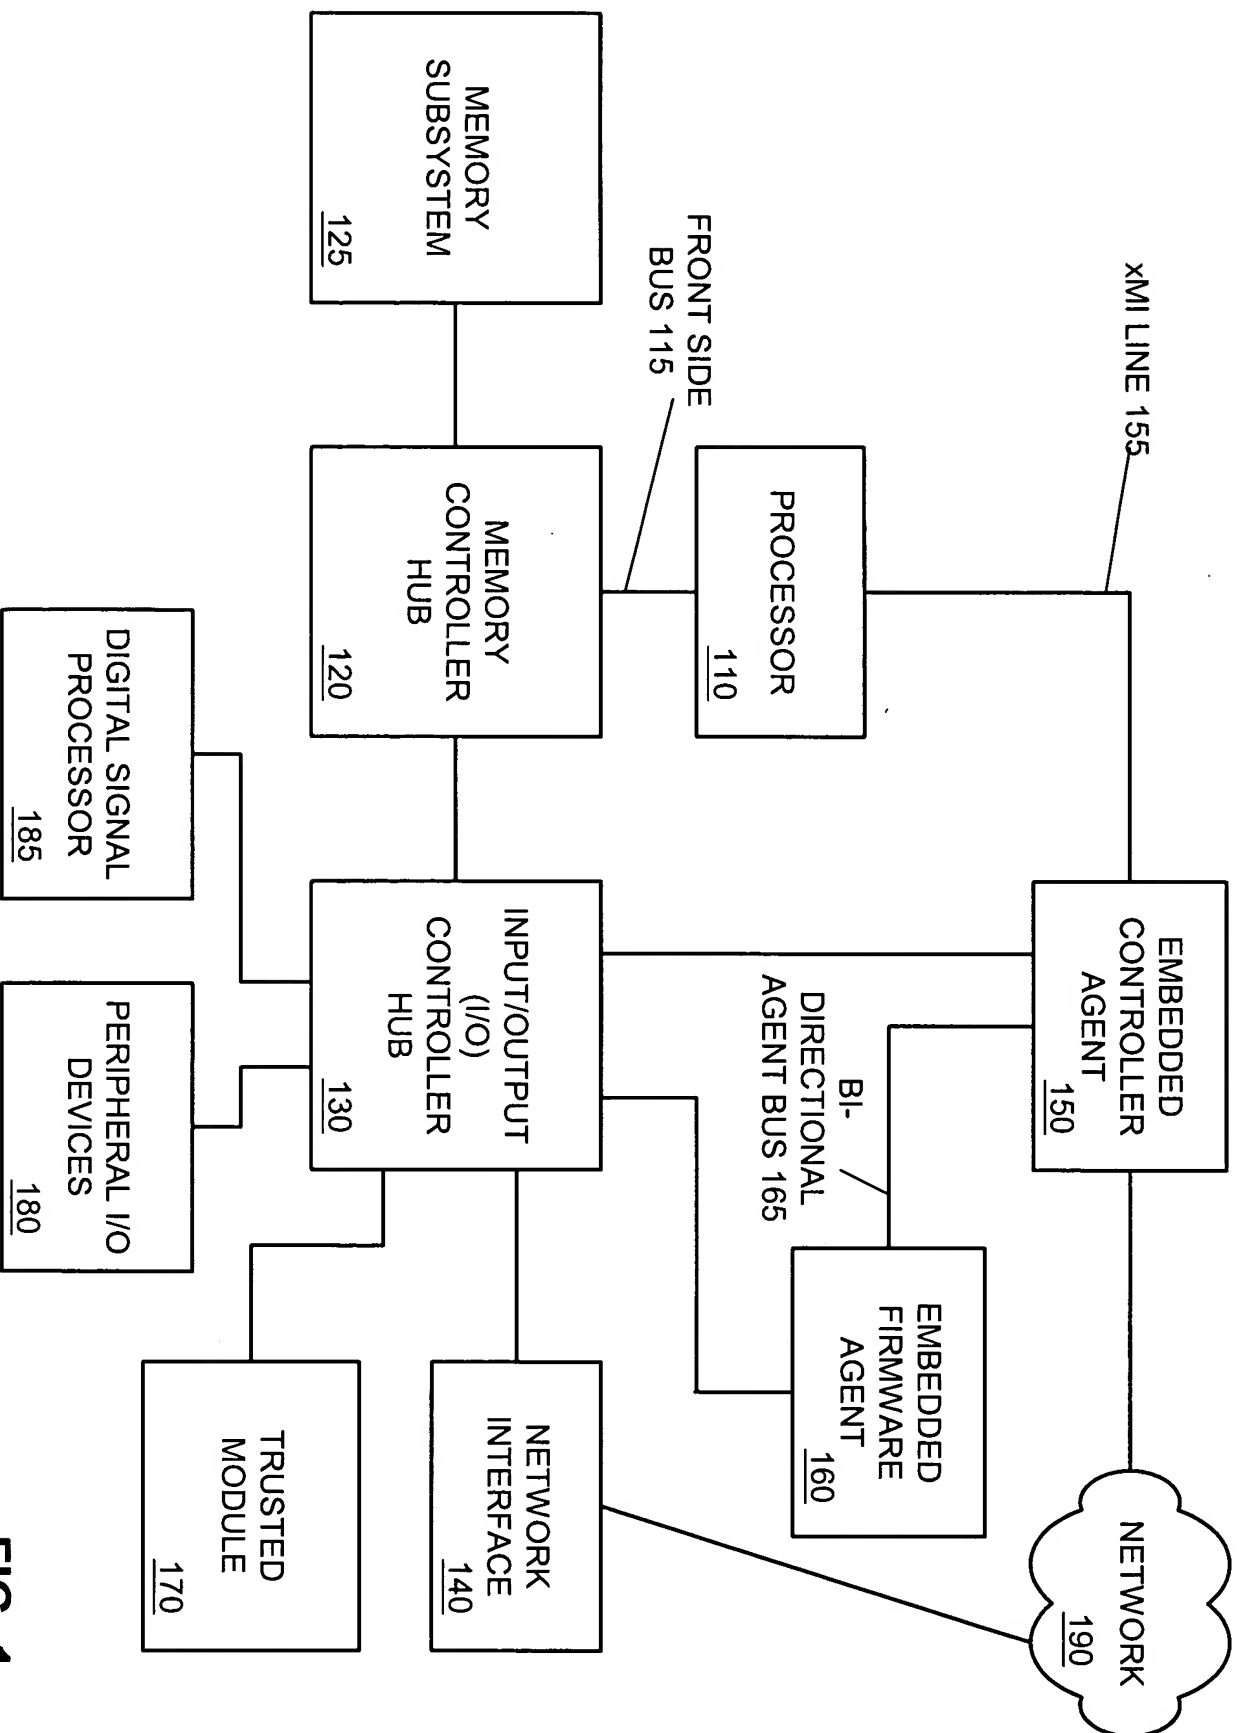 xMI LINE 155
EMBEDDED
CONTROLLER
AGENT
150
NETWORK
190
FRONT SIDE
BUS 115
PROCESSOR
110
BI-
DIRECTIONAL
AGENT BUS 165
EMBEDDED
FIRMWARE
AGENT
160
MEMORY
SUBSYSTEM
125
MEMORY
CONTROLLER
HUB
120
INPUT/OUTPUT
(I/O)
CONTROLLER
HUB
130
NETWORK
INTERFACE
140
TRUSTED
MODULE
170
DIGITAL SIGNAL
PROCESSOR
185
PERIPHERAL I/O
DEVICES
180
FIG. 1